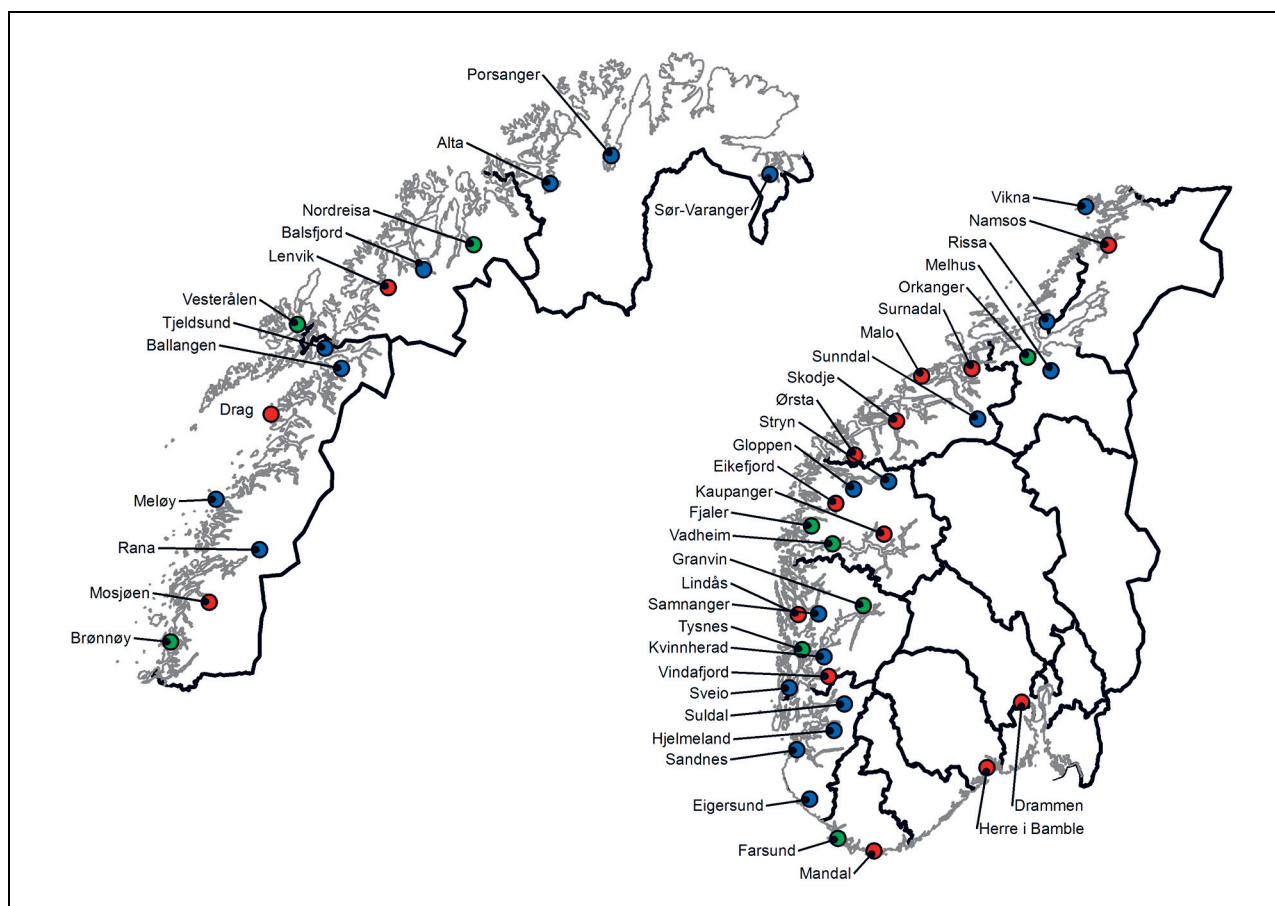 Porsanger
Alta
Sør-Varanger
Nordreisa
Balsfjord
Lenvik
Vesterålen
Tjeldsund
Ballangen
Drag
Meløy
Rana
Mosjøen
Brønnøy
Vikna
Namsos
Rissa
Melhus
Orkanger
Surnadal
Malo
Sunndal
Skodje
Ørsta
Stryn
Gloppen
Eikefjord
Kaupanger
Fjaler
Vadheim
Granvin
Lindås
Samnanger
Tysnes
Kvinnherad
Vindafjord
Sveio
Suldal
Hjelmeland
Sandnes
Eigersund
Drammen
Herre i Bamble
Farsund
Mandal